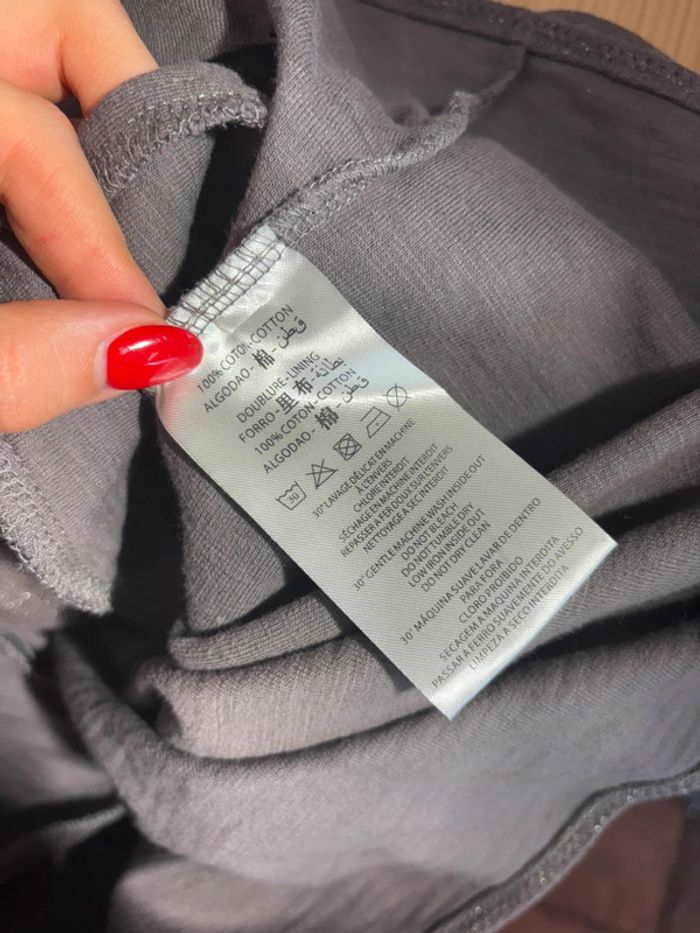 100% COTON-COTTON
ALGODAO - 棉 - قطن
DOUBLURE-LINING
FORRO - 里布 - بطانة
100% COTON-COTTON
ALGODAO - 棉 - قطن
30
30° LAVAGE DÉLICAT EN MACHINE
À L'ENVERS
CHLORE INTERDIT
SÉCHAGE EN MACHINE INTERDIT
REPASSER A FER DOUX SUR L'ENVERS
NETTOYAGE A SEC INTERDIT
30° GENTLE MACHINE WASH INSIDE OUT
DO NOT BLEACH
DO NOT TUMBLE DRY
LOW IRON INSIDE OUT
DO NOT DRY CLEAN
30° MÁQUINA SUAVE LAVAR DE DENTRO
PARA FORA
CLORO PROIBIDO
SECAGEM A MAQUINA INTERDITA
PASSAR A FERRO SUAVEMENTE DO AVESSO
LIMPEZA A SECO INTERDITA